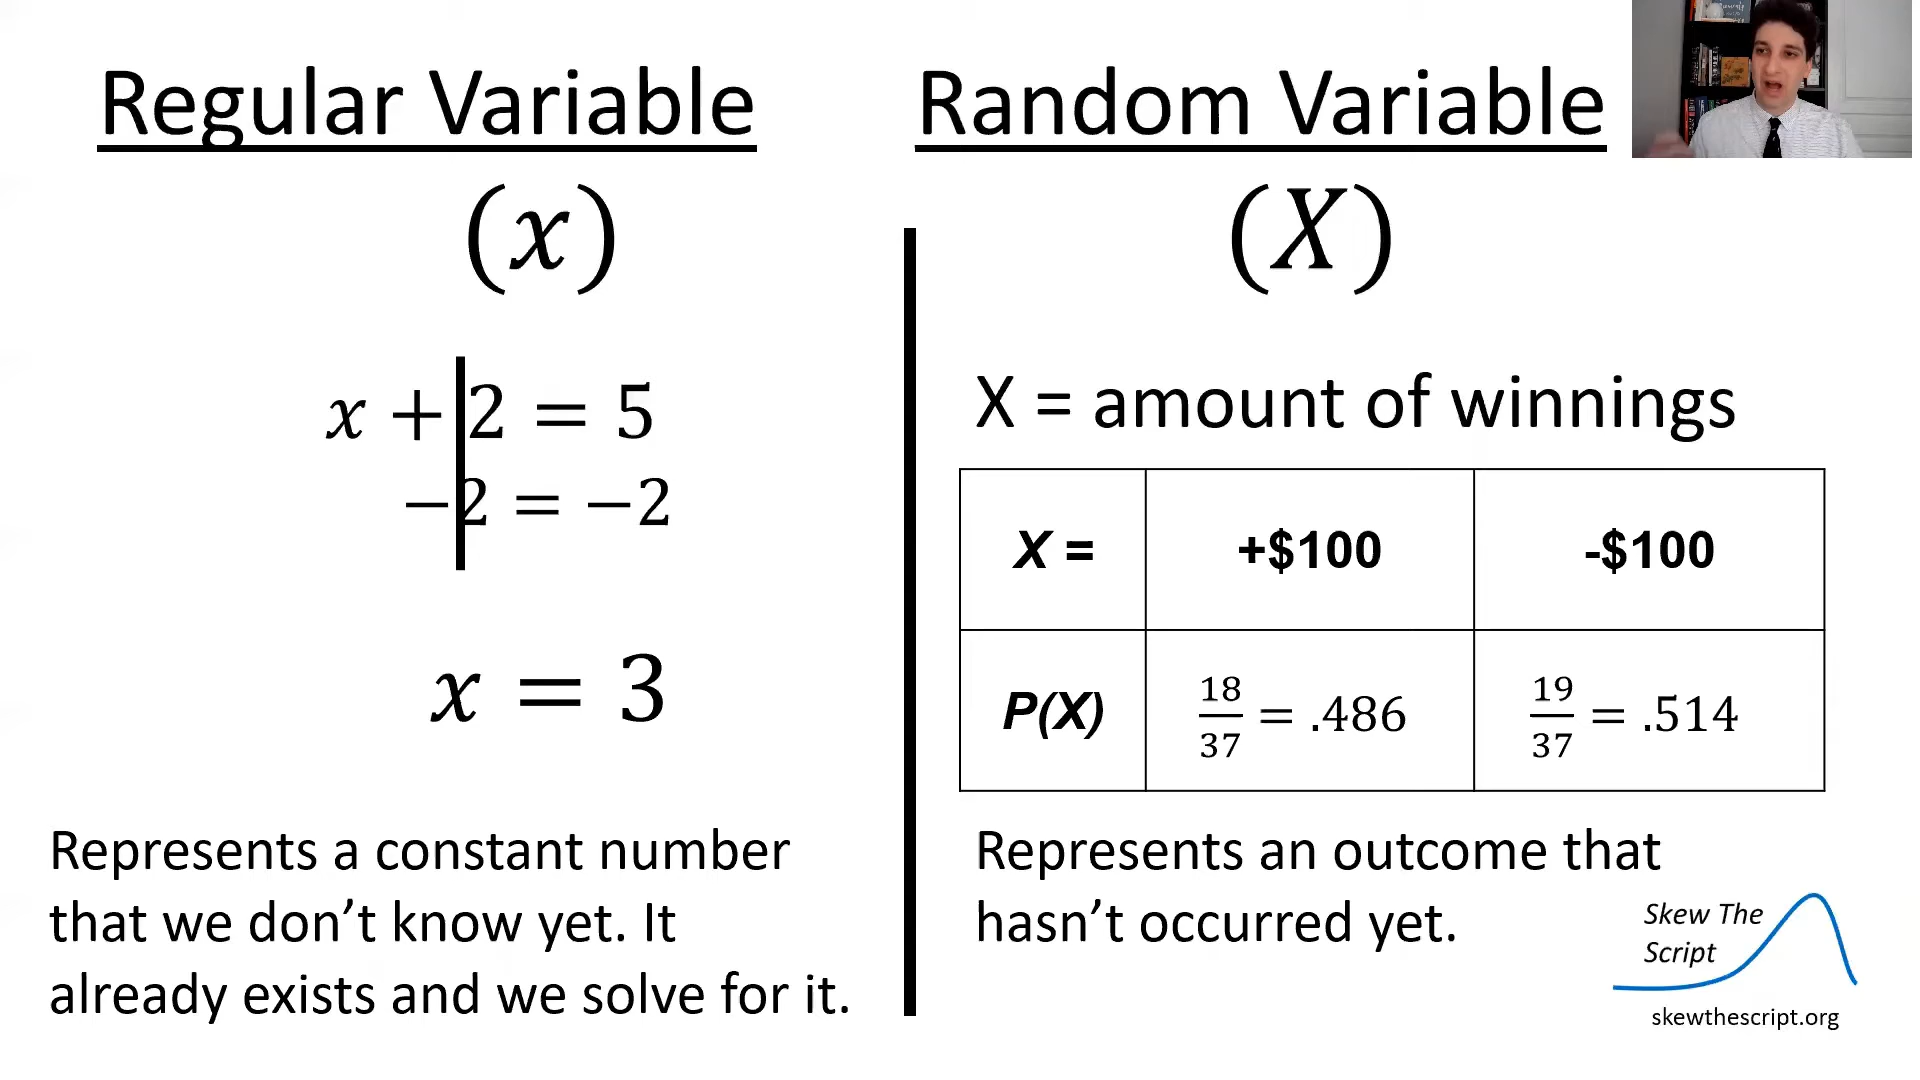 Regular Variable
(x)
x + 2 = 5
−2 = −2
x = 3
Represents a constant number
that we don’t know yet. It
already exists and we solve for it.
Random Variable
(X)
X = amount of winnings
X = +$100 -$100
P(X) 18/37 = .486 19/37 = .514
Represents an outcome that
hasn’t occurred yet.
Skew The
Script
skewthescript.org